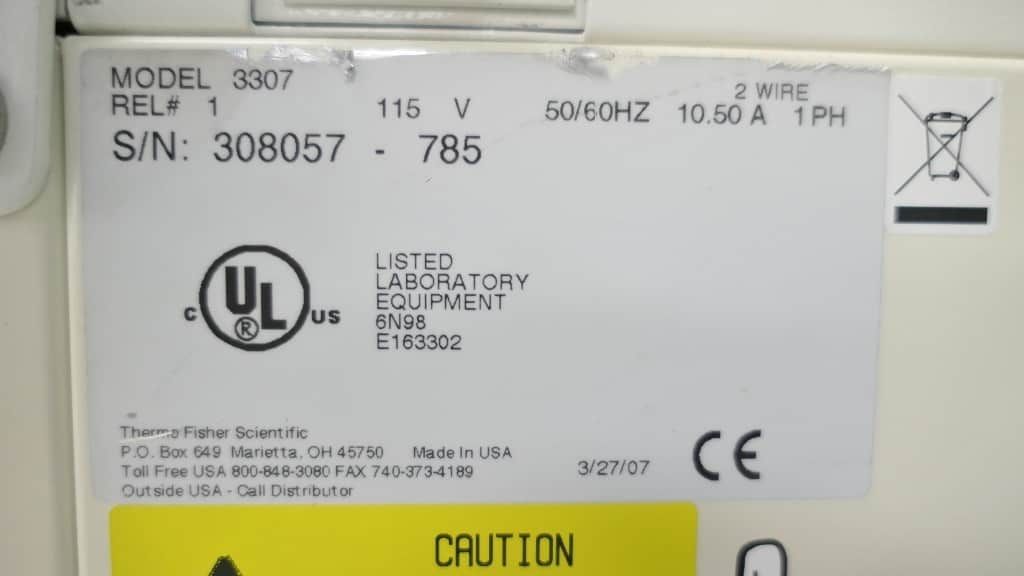 MODEL 3307
2 WIRE
REL# 1 115 V 50/60HZ 10.50 A 1PH
S/N: 308057 - 785
C UL ® US
LISTED
LABORATORY
EQUIPMENT
6N98
E163302
Thermo Fisher Scientific
P.O. Box 649 Marietta, OH 45750 Made In USA
Toll Free USA 800-848-3080 FAX 740-373-4189
Outside USA - Call Distributor
3/27/07
CE
CAUTION